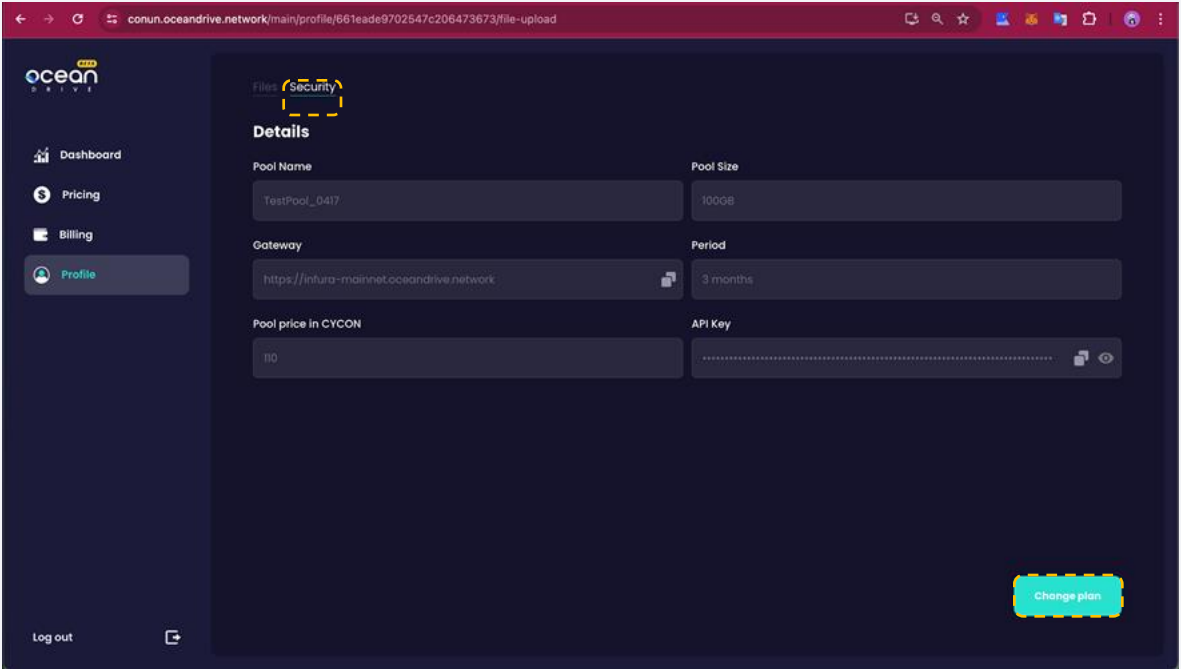 conun.oceandrive.network/main/profile/661eade9702547c206473673/file-upload
BETA
ocean
DRIVE
Files Security
Details
Dashboard
Pool Name
Pool Size
Pricing
TestPool_0417
100GB
Billing
Gateway
Period
Profile
https://infura-mainnet.oceandrive.network
3 months
Pool price in CYCON
API Key
110
Change plan
Log out